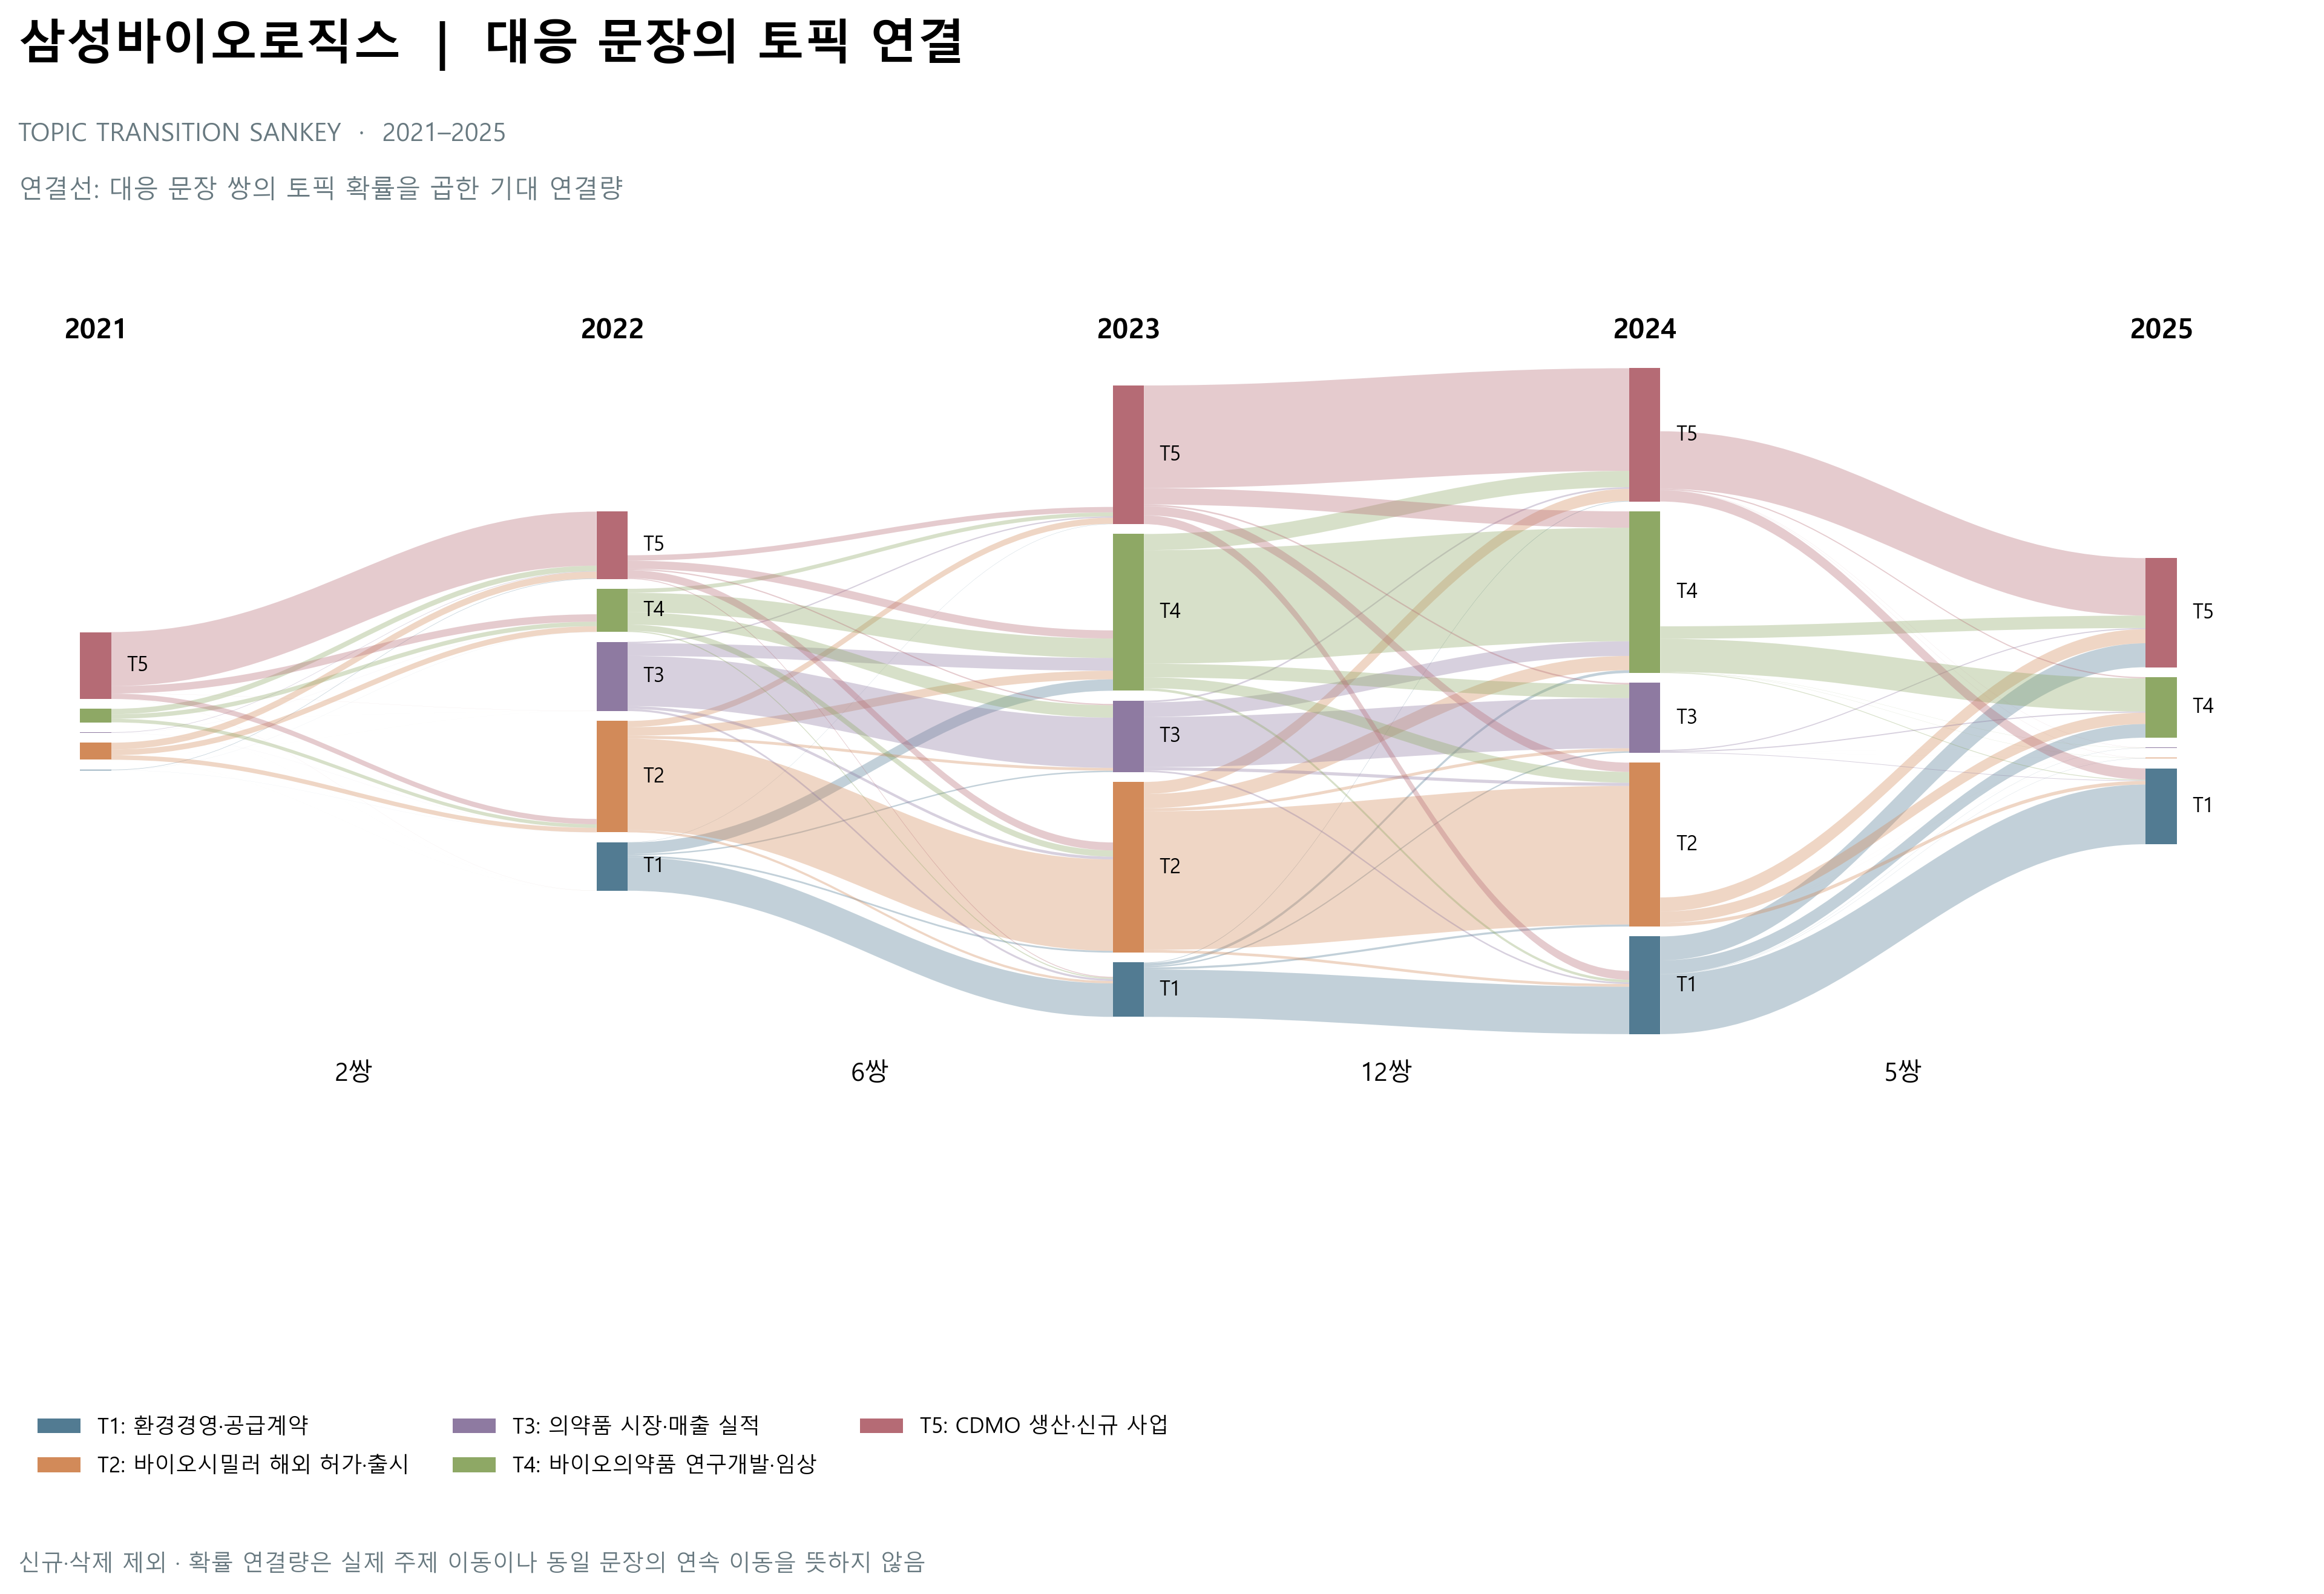 삼성바이오로직스 | 대응 문장의 토픽 연결
TOPIC TRANSITION SANKEY · 2021–2025
연결선: 대응 문장 쌍의 토픽 확률을 곱한 기대 연결량
2021 2022 2023 2024 2025
T5
T5
T4
T3
T2
T1
T5
T4
T3
T2
T1
T5
T4
T3
T2
T1
T5
T4
T1
2쌍 6쌍 12쌍 5쌍
T1: 환경경영·공급계약 T3: 의약품 시장·매출 실적 T5: CDMO 생산·신규 사업
T2: 바이오시밀러 해외 허가·출시 T4: 바이오의약품 연구개발·임상
신규·삭제 제외 · 확률 연결량은 실제 주제 이동이나 동일 문장의 연속 이동을 뜻하지 않음